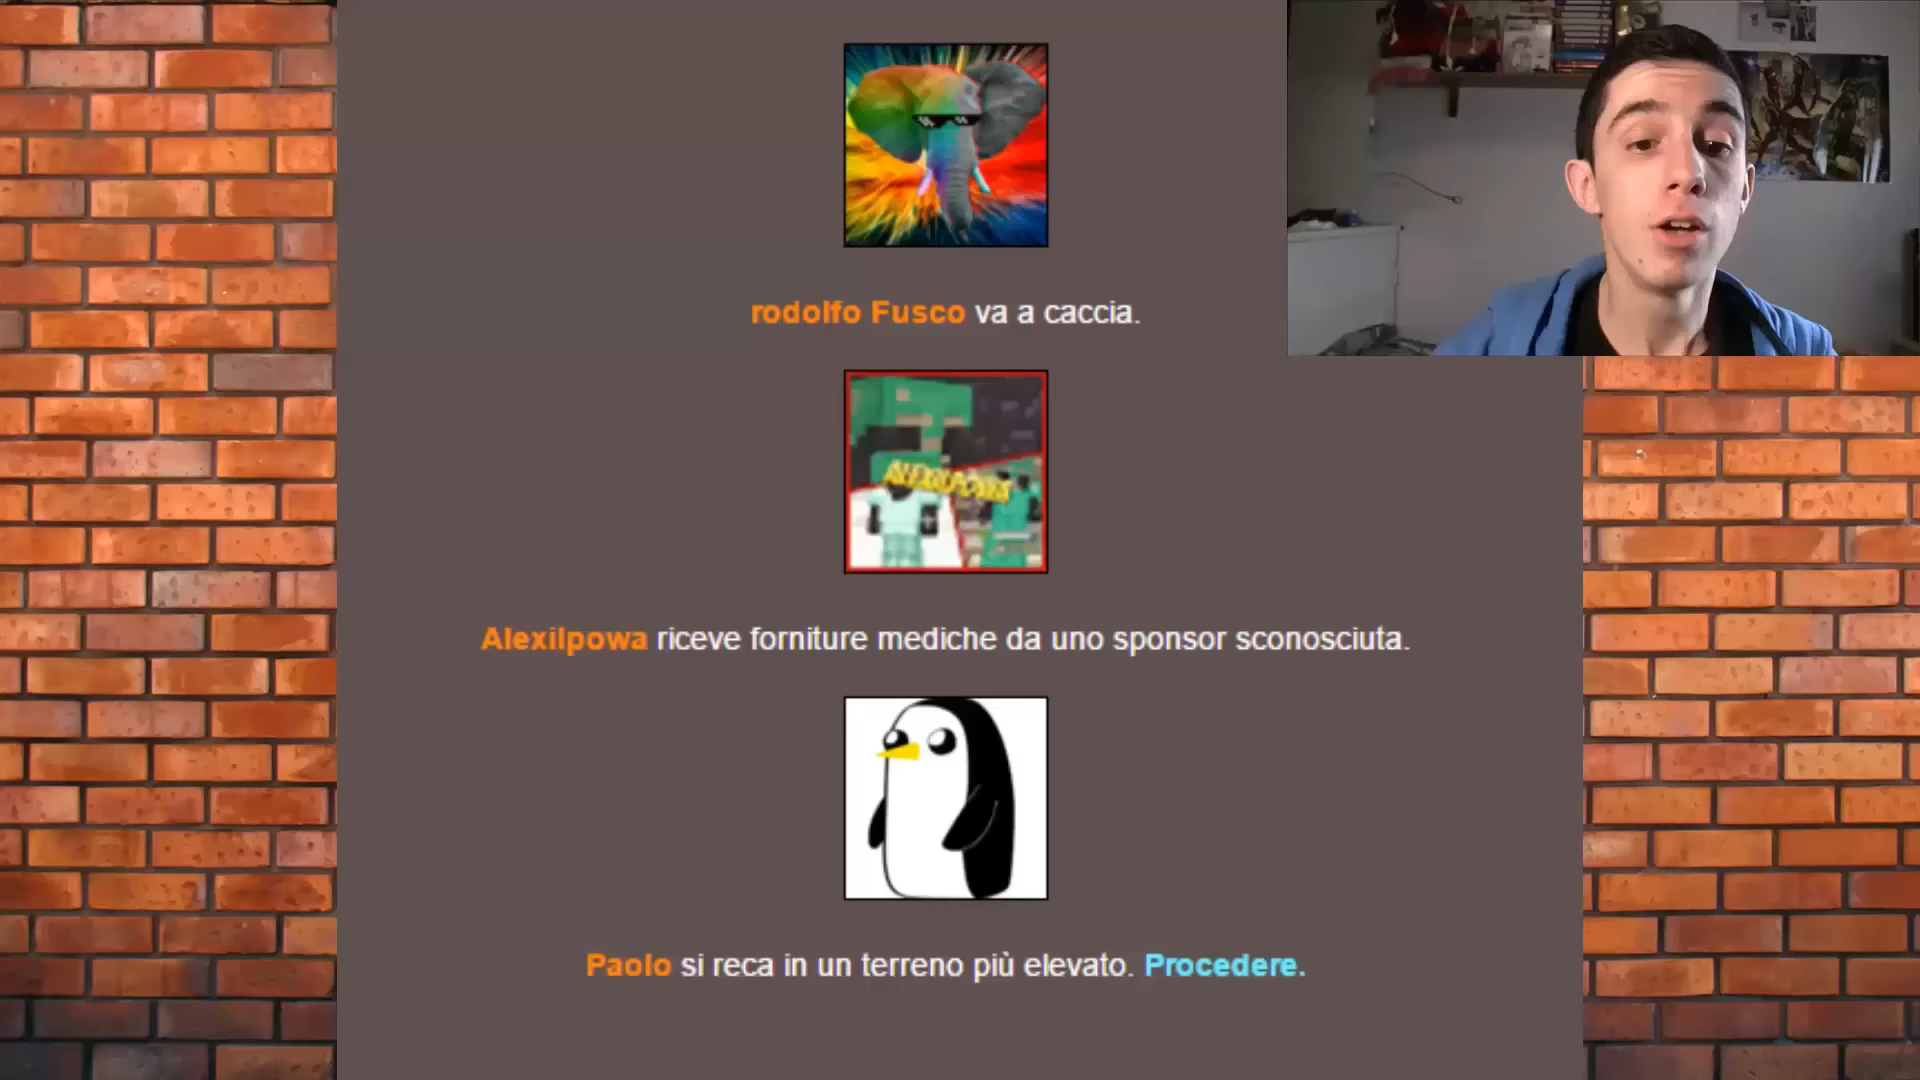 rodolfo Fusco va a caccia.
ALEXILPOWA
Alexilpowa riceve forniture mediche da uno sponsor sconosciuta.
Paolo si reca in un terreno più elevato. Procedere.